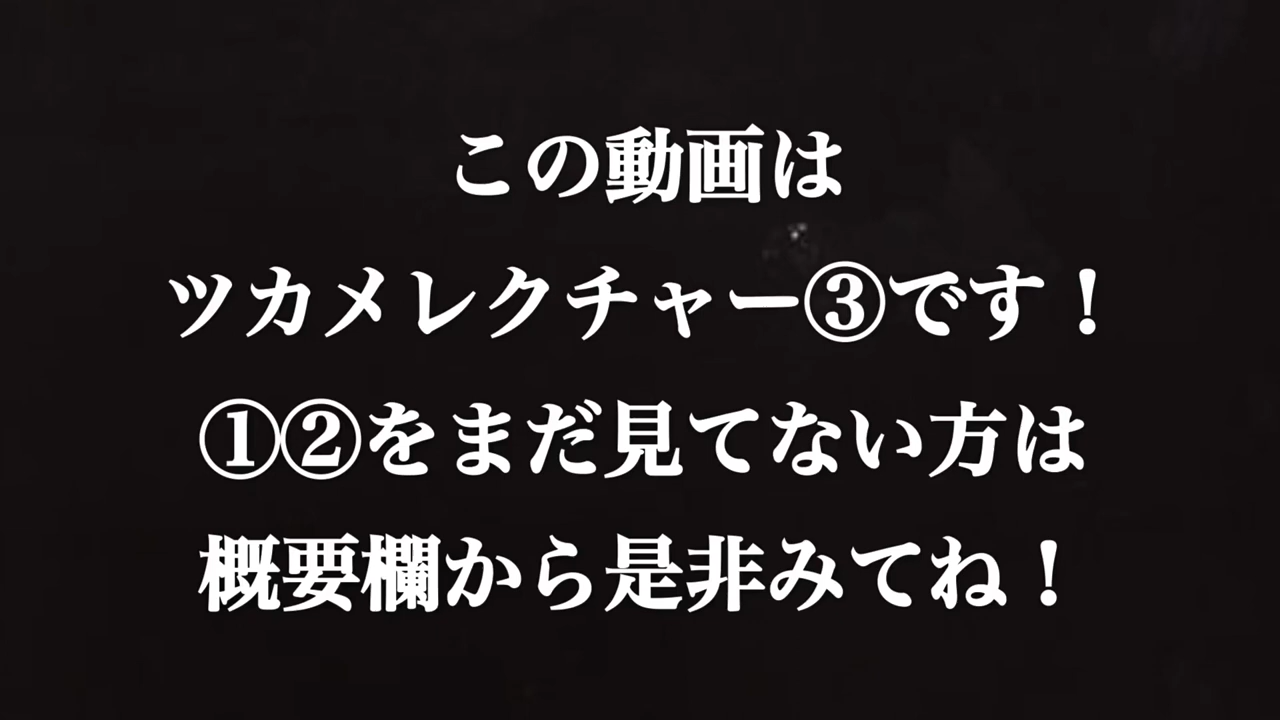 この動画は
ツカメレクチャー③です！
①②をまだ見てない方は
概要欄から是非みてね！